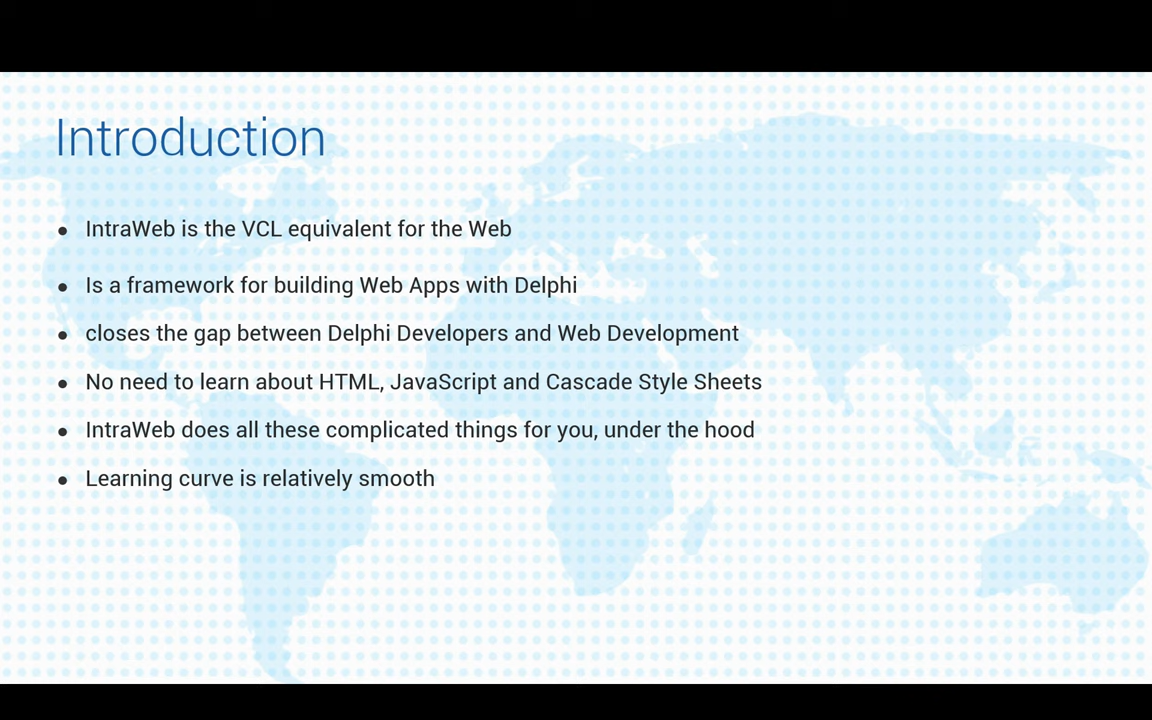 Introduction
• IntraWeb is the VCL equivalent for the Web
• Is a framework for building Web Apps with Delphi
• closes the gap between Delphi Developers and Web Development
• No need to learn about HTML, JavaScript and Cascade Style Sheets
• IntraWeb does all these complicated things for you, under the hood
• Learning curve is relatively smooth